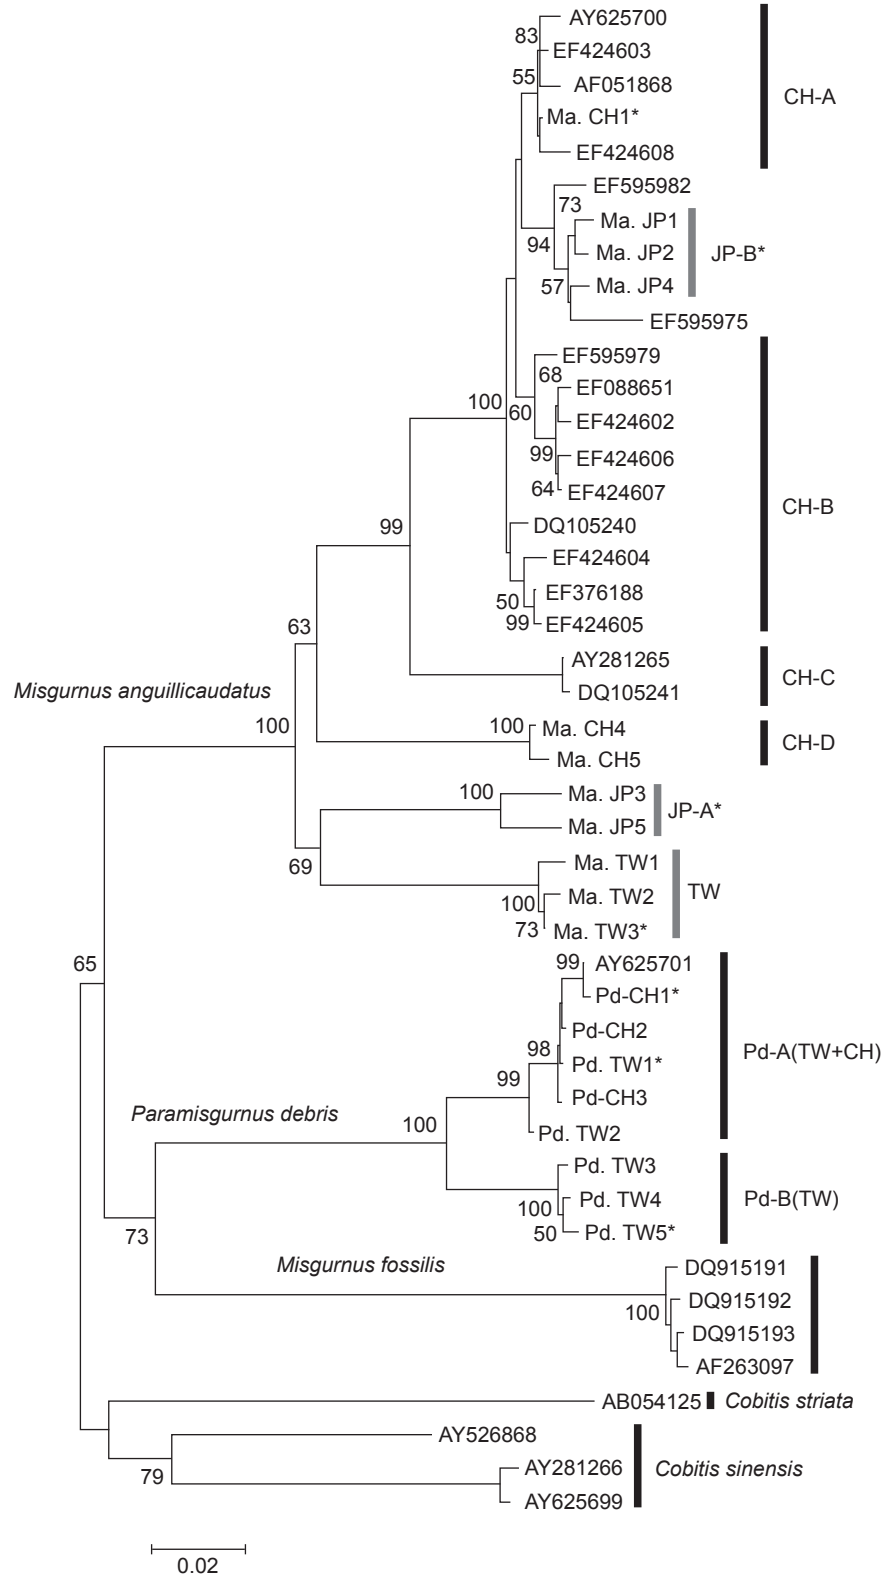 AY625700
83
EF424603
55
AF051868
CH-A
Ma. CH1*
EF424608
EF595982
73
Ma. JP1
94
Ma. JP2
JP-B*
57
Ma. JP4
EF595975
EF595979
68
EF088651
100
60
EF424602
99
EF424606
64
EF424607
CH-B
DQ105240
99
EF424604
50
EF376188
99
EF424605
63
AY281265
CH-C
Misgurnus anguillicaudatus
DQ105241
100
100
Ma. CH4
CH-D
Ma. CH5
100
Ma. JP3
JP-A*
Ma. JP5
69
Ma. TW1
TW
100
Ma. TW2
73
Ma. TW3*
65
99
AY625701
Pd-CH1*
Pd-CH2
98
Pd. TW1*
Pd-A(TW+CH)
99
Pd-CH3
Paramisgurnus debris
100
Pd. TW2
Pd. TW3
100
Pd. TW4
Pd-B(TW)
73
50
Pd. TW5*
Misgurnus fossilis
DQ915191
100
DQ915192
DQ915193
AF263097
AB054125
Cobitis striata
AY526868
79
AY281266
Cobitis sinensis
AY625699
0.02